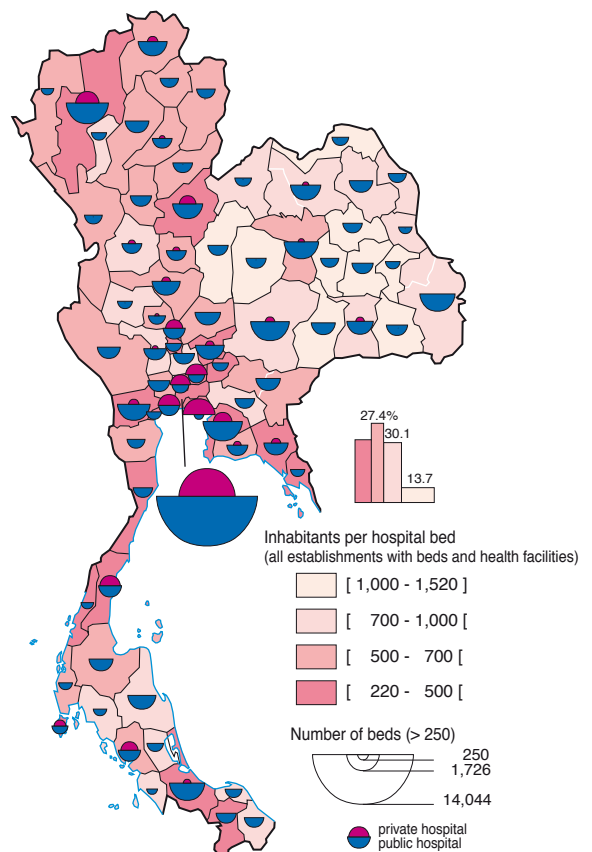 27.4%
30.1
13.7
Inhabitants per hospital bed
(all establishments with beds and health facilities)
[ 1,000 - 1,520 ]
[ 700 - 1,000 [
[ 500 - 700 [
[ 220 - 500 [
Number of beds (> 250)
250
1,726
14,044
private hospital
public hospital